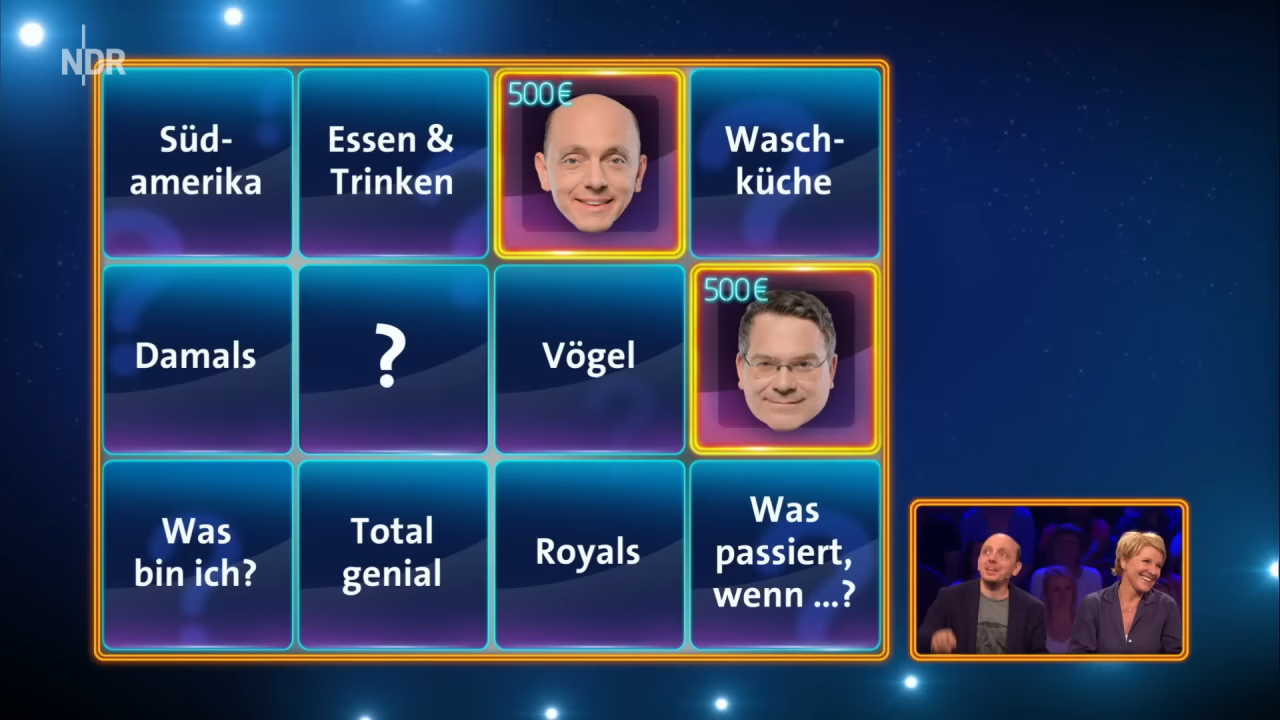 NDR
Süd-
amerika
Essen &
Trinken
500€
Wasch-
küche
Damals
?
Vögel
500€
Was
bin ich?
Total
genial
Royals
Was
passiert,
wenn ...?